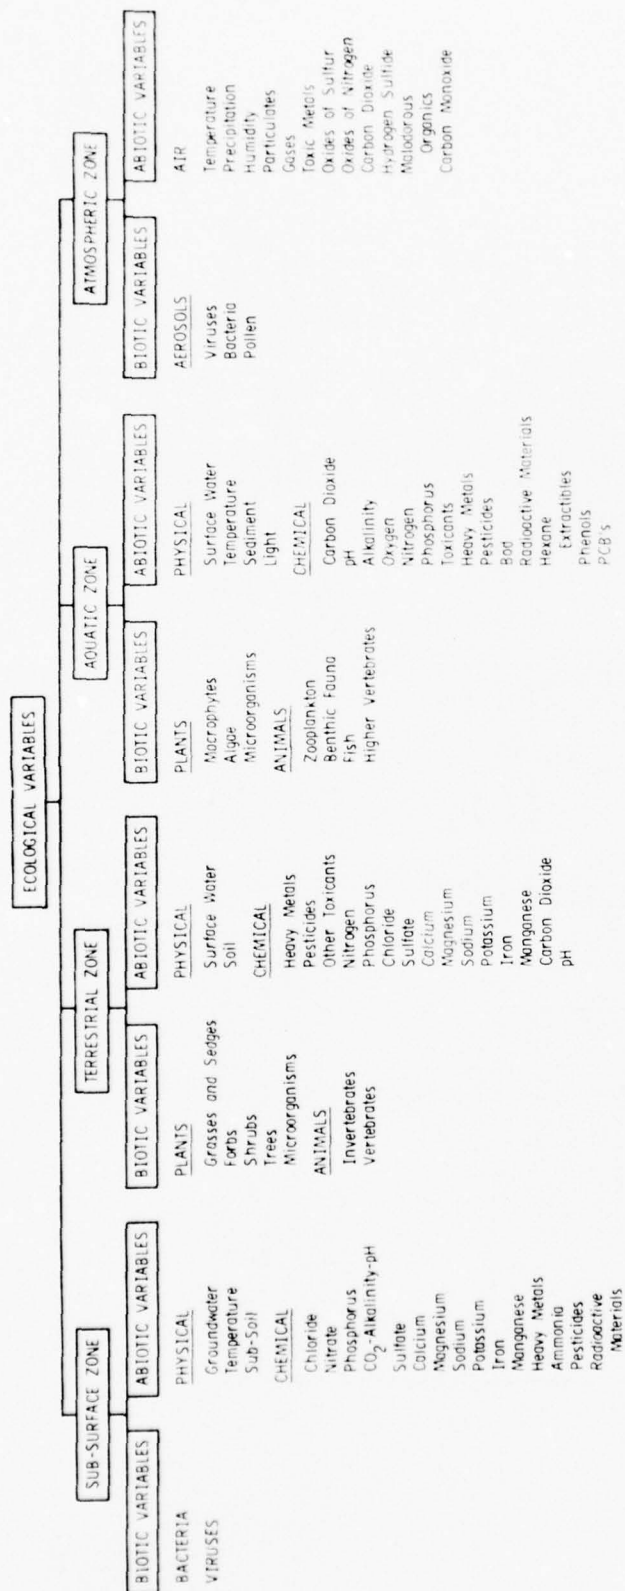 ECOLOGICAL VARIABLES
SUB-SURFACE ZONE
BIOTIC VARIABLES
BACTERIA
VIRUSES
ABIOTIC VARIABLES
PHYSICAL
Groundwater
Temperature
Sub-Soil
CHEMICAL
Chloride
Nitrate
Phosphorus
CO2-Alkalinity-pH
Sulfate
Calcium
Magnesium
Sodium
Potassium
Iron
Manganese
Heavy Metals
Ammonia
Pesticides
Radioactive
Materials
TERRESTRIAL ZONE
BIOTIC VARIABLES
PLANTS
Grasses and Sedges
Forbs
Shrubs
Trees
Microorganisms
ANIMALS
Invertebrates
Vertebrates
ABIOTIC VARIABLES
PHYSICAL
Surface Water
Soil
CHEMICAL
Heavy Metals
Pesticides
Other Toxicants
Nitrogen
Phosphorus
Chloride
Sulfate
Calcium
Magnesium
Sodium
Potassium
Iron
Manganese
Carbon Dioxide
pH
AQUATIC ZONE
BIOTIC VARIABLES
PLANTS
Macrophytes
Algae
Microorganisms
ANIMALS
Zooplankton
Benthic Fauna
Fish
Higher Vertebrates
ABIOTIC VARIABLES
PHYSICAL
Surface Water
Temperature
Sediment
Light
CHEMICAL
Carbon Dioxide
pH
Alkalinity
Oxygen
Nitrogen
Phosphorus
Toxicants
Heavy Metals
Pesticides
Bod
Radioactive Materials
Hexane
Extractibles
Phenols
PCB's
ATMOSPHERIC ZONE
BIOTIC VARIABLES
AEROSOLS
Viruses
Bacteria
Pollen
ABIOTIC VARIABLES
AIR
Temperature
Precipitation
Humidity
Particulates
Gases
Toxic Metals
Oxides of Sulfur
Oxides of Nitrogen
Carbon Dioxide
Hydrogen Sulfide
Malodorous
Organics
Carbon Monoxide